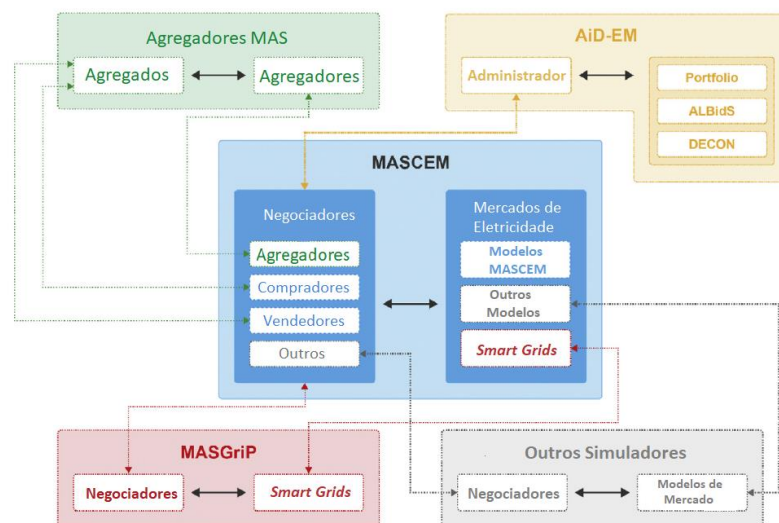 Agregadores MAS
Agregados
Agregadores
AiD-EM
Administrador
Portfolio
ALBidS
DECON
MASCEM
Negociadores
Agregadores
Compradores
Vendedores
Outros
Mercados de
Eletricidade
Modelos
MASCEM
Outros
Modelos
Smart Grids
MASGriP
Negociadores
Smart Grids
Outros Simuladores
Negociadores
Modelos de
Mercado